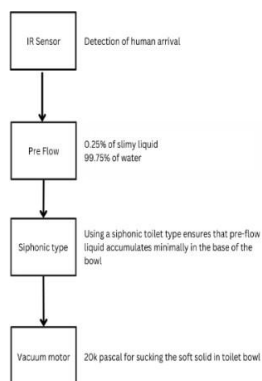 IR Sensor
Detection of human arrival
Pre Flow
0.25% of slimy liquid
99.75% of water
Siphonic type
Using a siphonic toilet type ensures that pre-flow
liquid accumulates minimally in the base of the
bowl
Vacuum motor
20k pascal for sucking the soft solid in toilet bowl